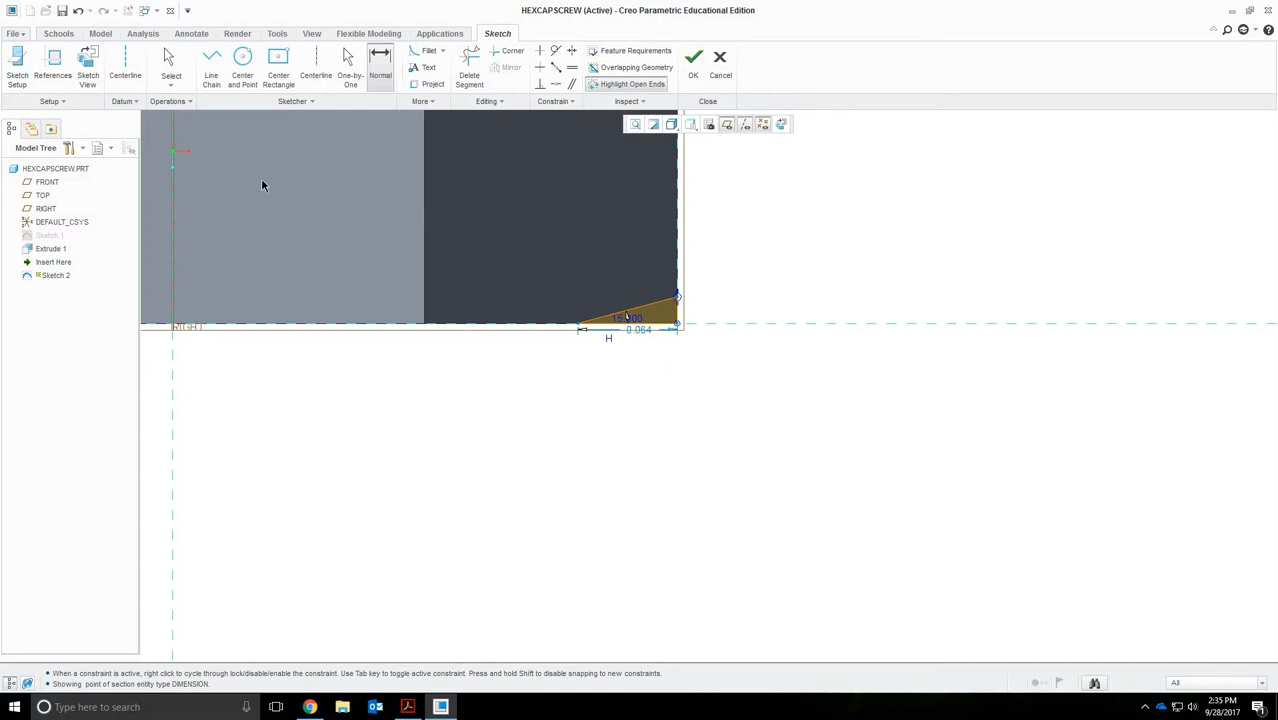 HEXCAPSCREW (Active) - Creo Parametric Educational Edition
File Schools Model Analysis Annotate Render Tools View Flexible Modeling Applications Sketch
Sketch Setup
References
Sketch View
Centerline
Select
Line Chain
Center and Point
Center Rectangle
Centerline
One-by-One
Normal
Fillet
Text
Project
Delete Segment
Corner
Mirror
Feature Requirements
Overlapping Geometry
Highlight Open Ends
OK
Cancel
Setup Datum Operations Sketcher More Editing Constrain Inspect Close
Model Tree
HEXCAPSCREW.PRT
FRONT
TOP
RIGHT
DEFAULT_CSYS
Sketch 1
Extrude 1
Insert Here
Sketch 2
RIGHT
0.064
H
When a constraint is active, right click to cycle through lock/disable/enable the constraint. Use Tab key to toggle active constraint. Press and hold Shift to disable snapping to new constraints.
Showing point of section entity type DIMENSION.
All
Type here to search
2:35 PM
9/28/2017